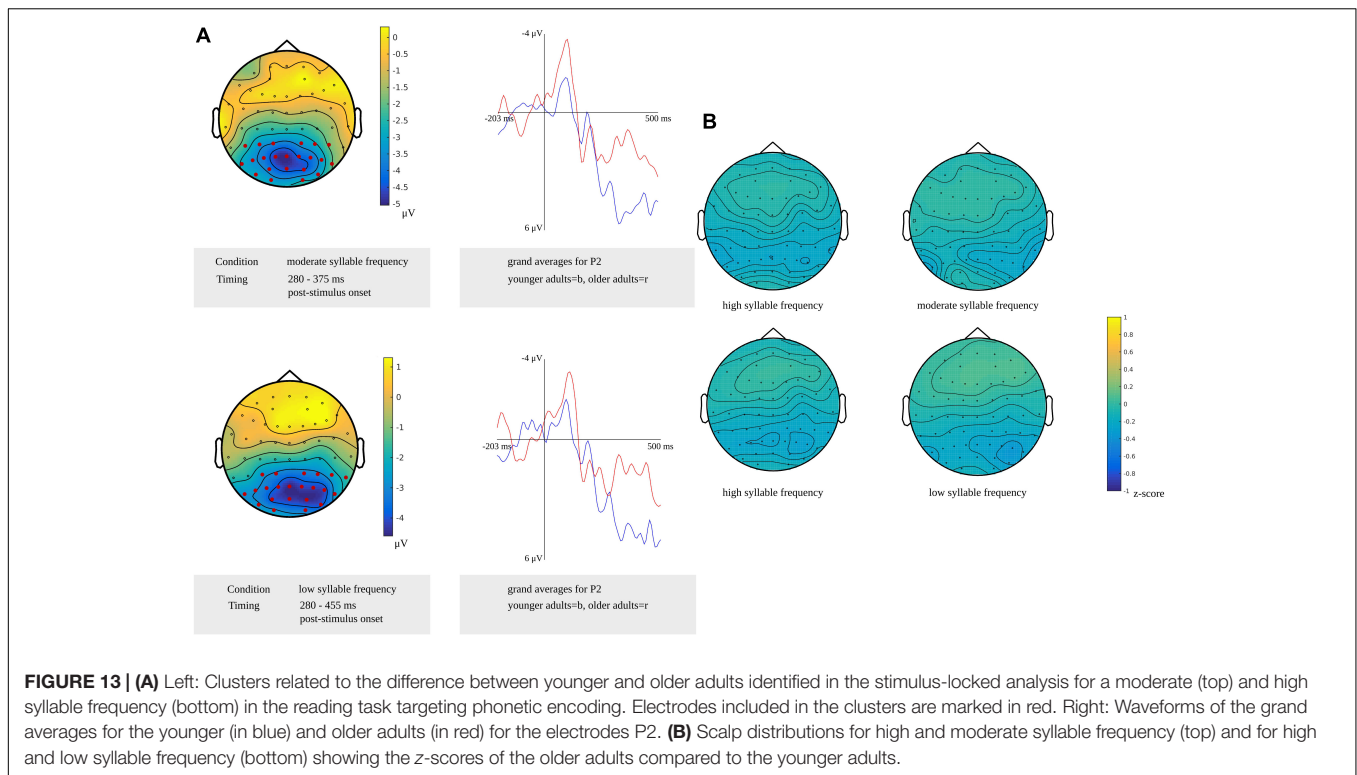 A
0
-0.5
-1
-1.5
-2
-2.5
-3
-3.5
-4
-4.5
-5
μV
-4 μV
-203 ms
500 ms
6 μV
Condition moderate syllable frequency
Timing 280 - 375 ms
post-stimulus onset
grand averages for P2
younger adults=b, older adults=r
1
0
-1
-2
-3
-4
μV
-4 μV
-203 ms
500 ms
6 μV
Condition low syllable frequency
Timing 280 - 455 ms
post-stimulus onset
grand averages for P2
younger adults=b, older adults=r
B
high syllable frequency
moderate syllable frequency
high syllable frequency
low syllable frequency
1
0.8
0.6
0.4
0.2
0
-0.2
-0.4
-0.6
-0.8
-1
z-score
FIGURE 13 | (A) Left: Clusters related to the difference between younger and older adults identified in the stimulus-locked analysis for a moderate (top) and high
syllable frequency (bottom) in the reading task targeting phonetic encoding. Electrodes included in the clusters are marked in red. Right: Waveforms of the grand
averages for the younger (in blue) and older adults (in red) for the electrodes P2. (B) Scalp distributions for high and moderate syllable frequency (top) and for high
and low syllable frequency (bottom) showing the z-scores of the older adults compared to the younger adults.